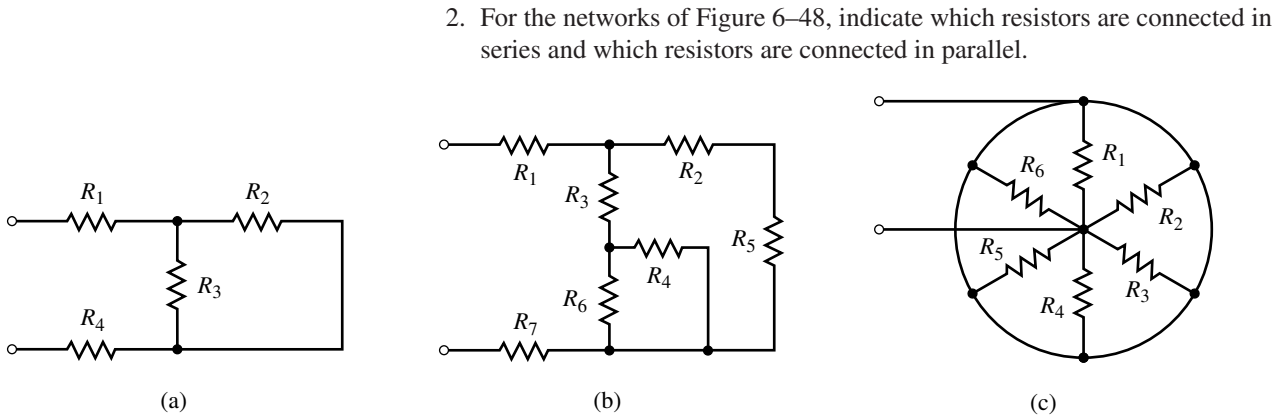 2. For the networks of Figure 6–48, indicate which resistors are connected in
series and which resistors are connected in parallel.
R1
R2
R3
R4
(a)
R1
R2
R3
R5
R4
R6
R7
(b)
R6
R1
R2
R5
R3
R4
(c)